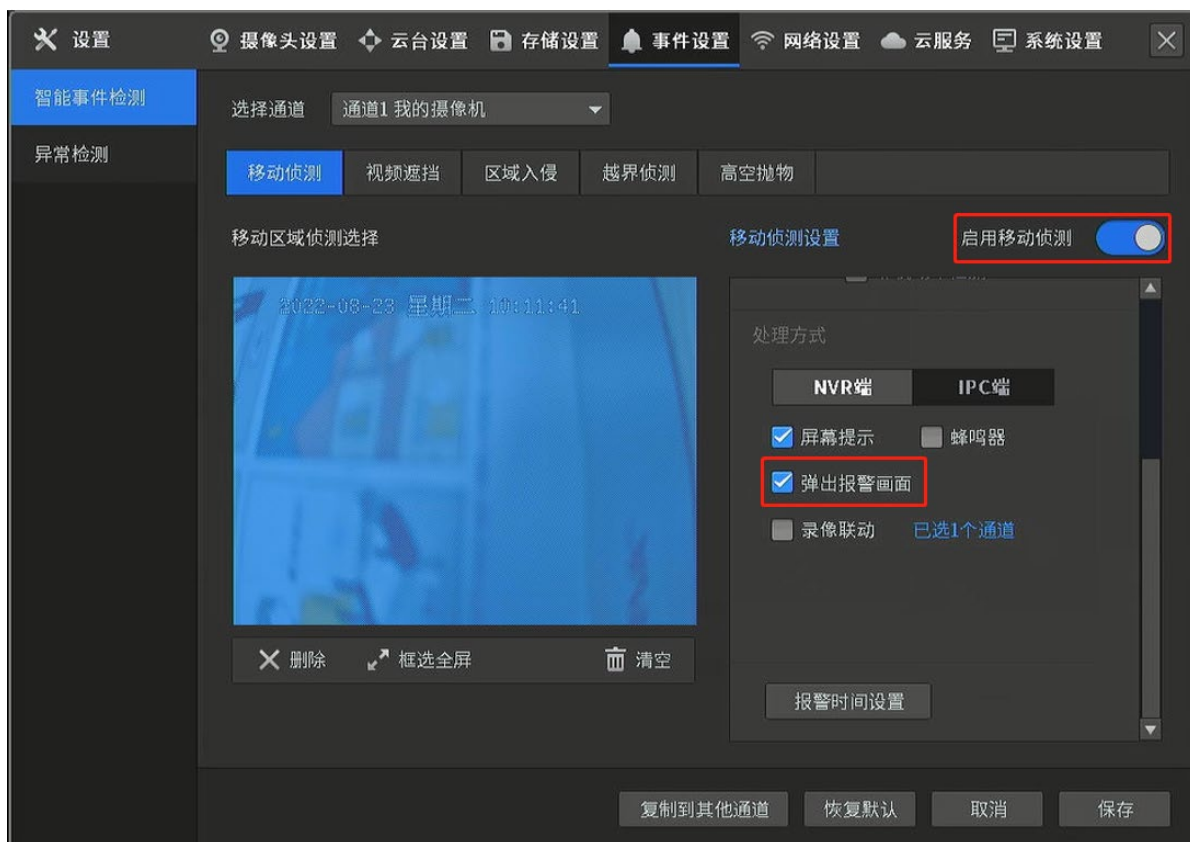 设置 摄像头设置 云台设置 存储设置 事件设置 网络设置 云服务 系统设置
智能事件检测
异常检测
选择通道 通道1 我的摄像机
移动侦测 视频遮挡 区域入侵 越界侦测 高空抛物
移动区域侦测选择 移动侦测设置 启用移动侦测
2022-08-23 星期二 10:11:41
处理方式
NVR端 IPC端
屏幕提示 蜂鸣器
弹出报警画面
录像联动 已选1个通道
删除 框选全屏 清空
报警时间设置
复制到其他通道 恢复默认 取消 保存